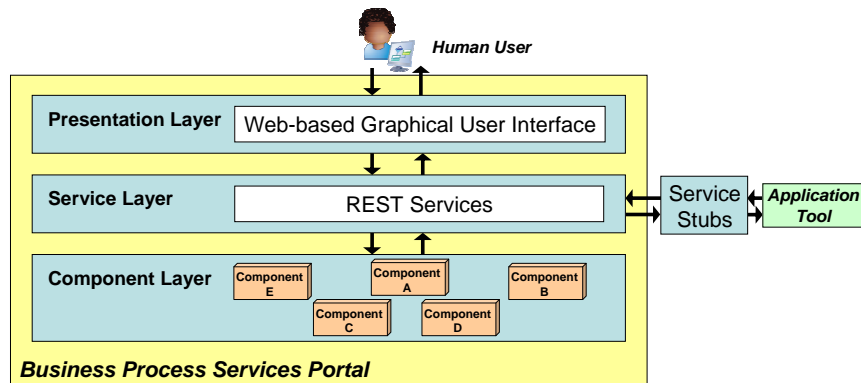 Human User
Presentation Layer
Web-based Graphical User Interface
Service Layer
REST Services
Service
Stubs
Application
Tool
Component Layer
Component
E
Component
A
Component
B
Component
C
Component
D
Business Process Services Portal